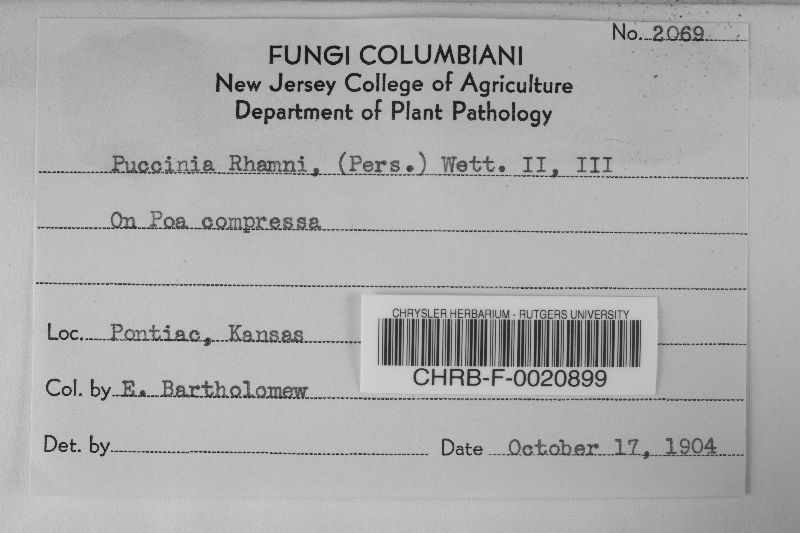 No. 2069
FUNGI COLUMBIANI
New Jersey College of Agriculture
Department of Plant Pathology
Puccinia Rhamni, (Pers.) Wett. II, III
On Poa compressa
CHRYSLER HERBARIUM - RUTGERS UNIVERSITY
Loc. Pontiac, Kansas
CHRB-F-0020899
Col. by E. Bartholomew
Det. by
Date October 17, 1904